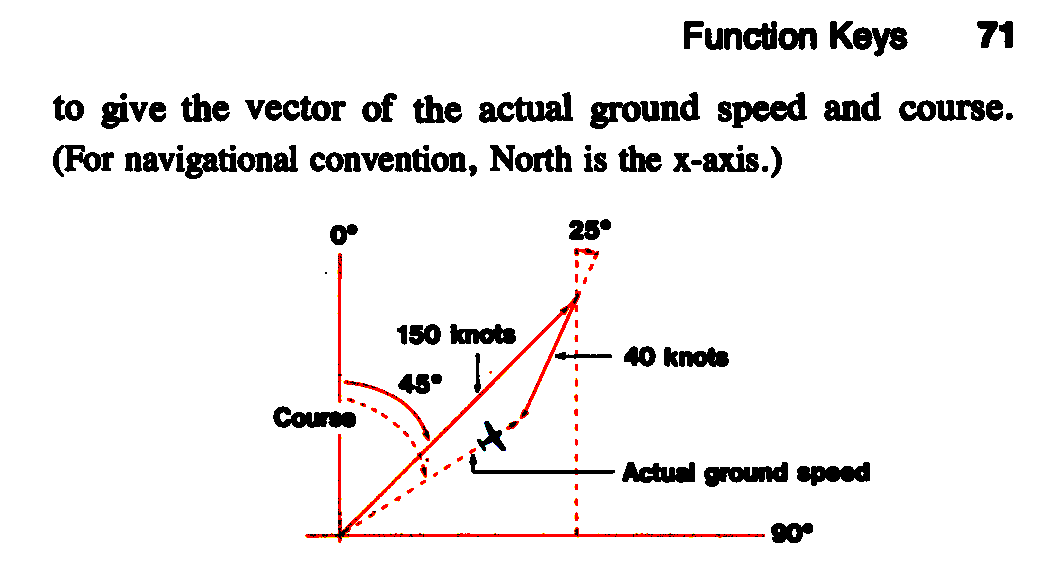 Function Keys 71
to give the vector of the actual ground speed and course.
(For navigational convention, North is the x-axis.)
0°
25°
150 knots
40 knots
45°
Course
Actual ground speed
90°